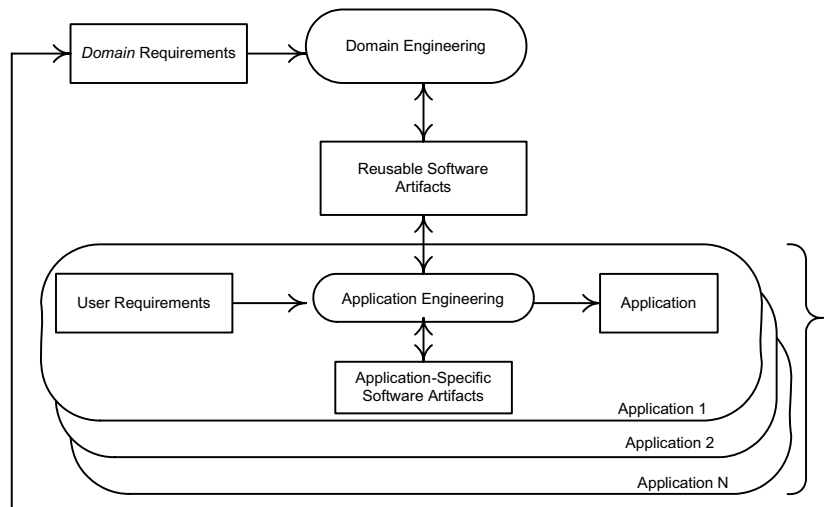 Domain Requirements
Domain Engineering
Reusable Software
Artifacts
User Requirements
Application Engineering
Application
Application-Specific
Software Artifacts
Application 1
Application 2
Application N